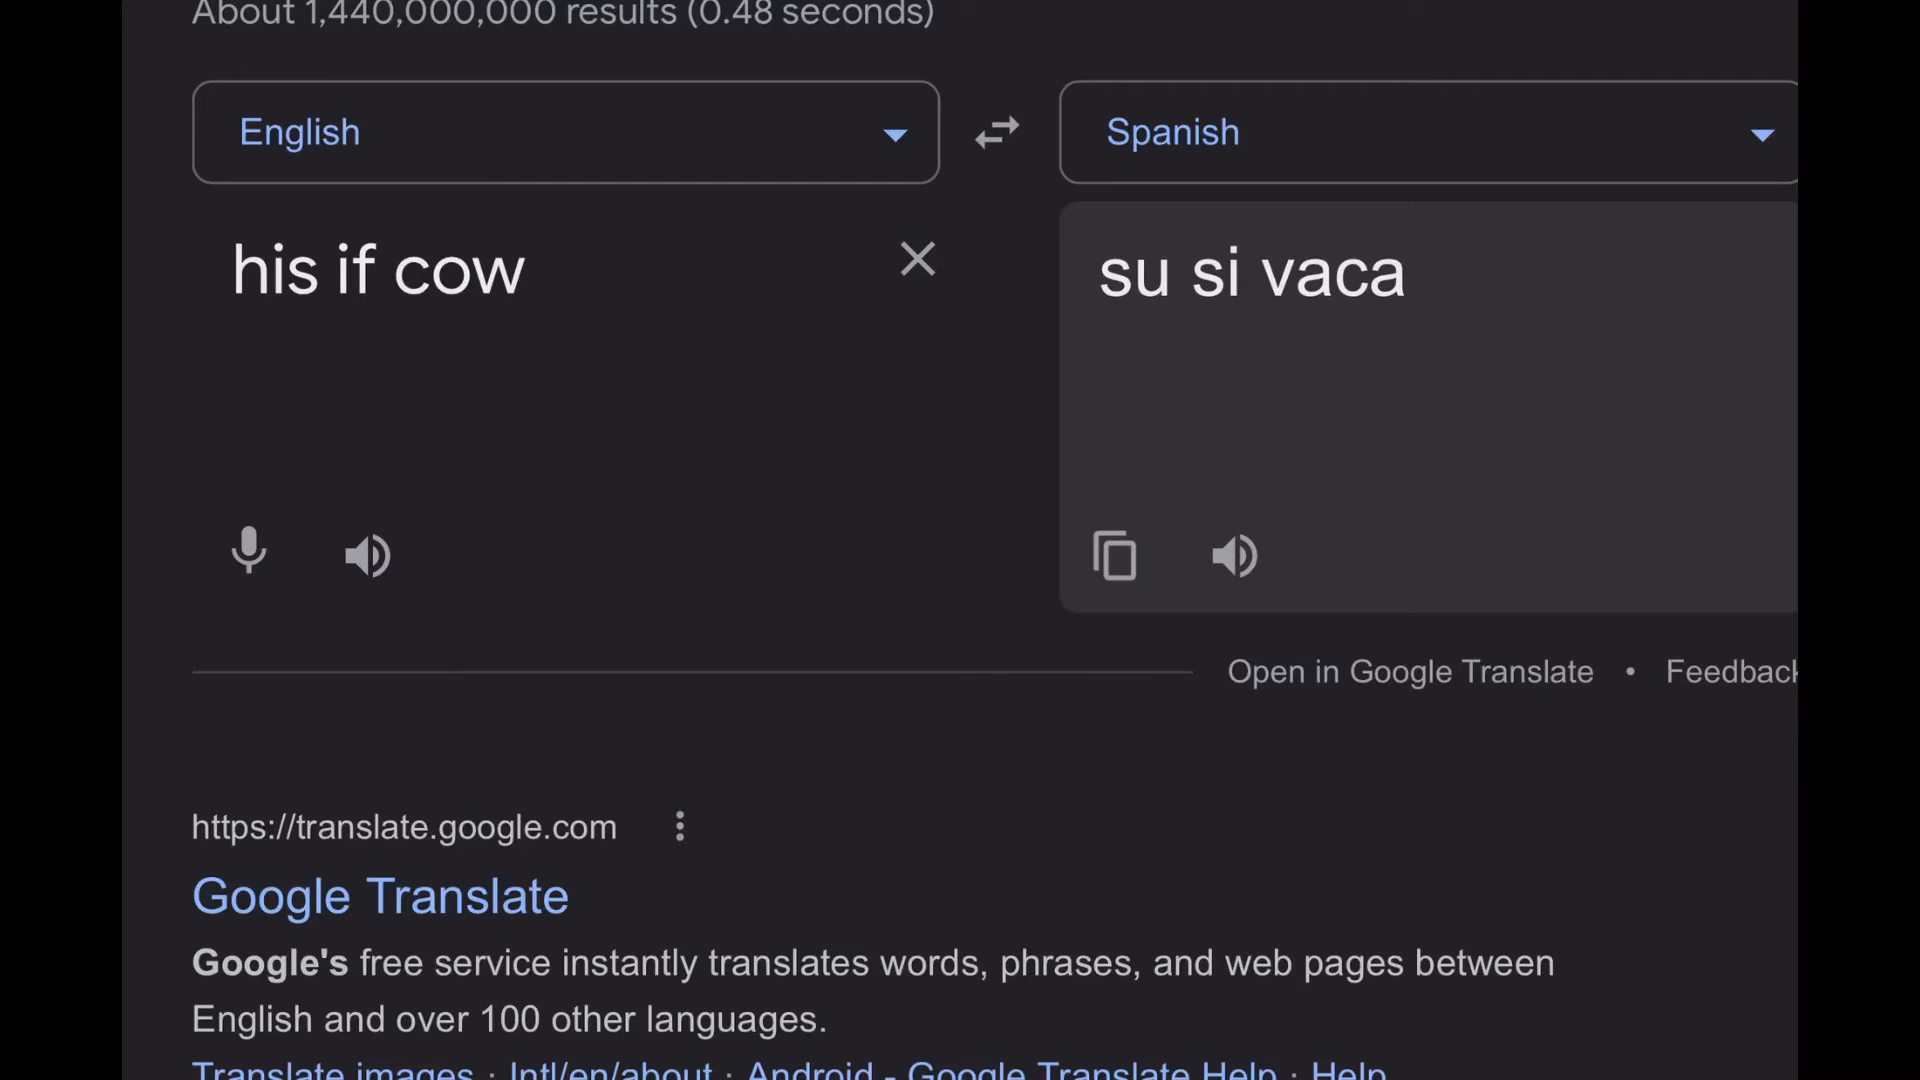 About 1,440,000,000 results (0.48 seconds)
English
Spanish
his if cow
su si vaca
Open in Google Translate • Feedback
https://translate.google.com
Google Translate
Google's free service instantly translates words, phrases, and web pages between
English and over 100 other languages.
Translate images · Intl/en/about · Android - Google Translate Help · Help